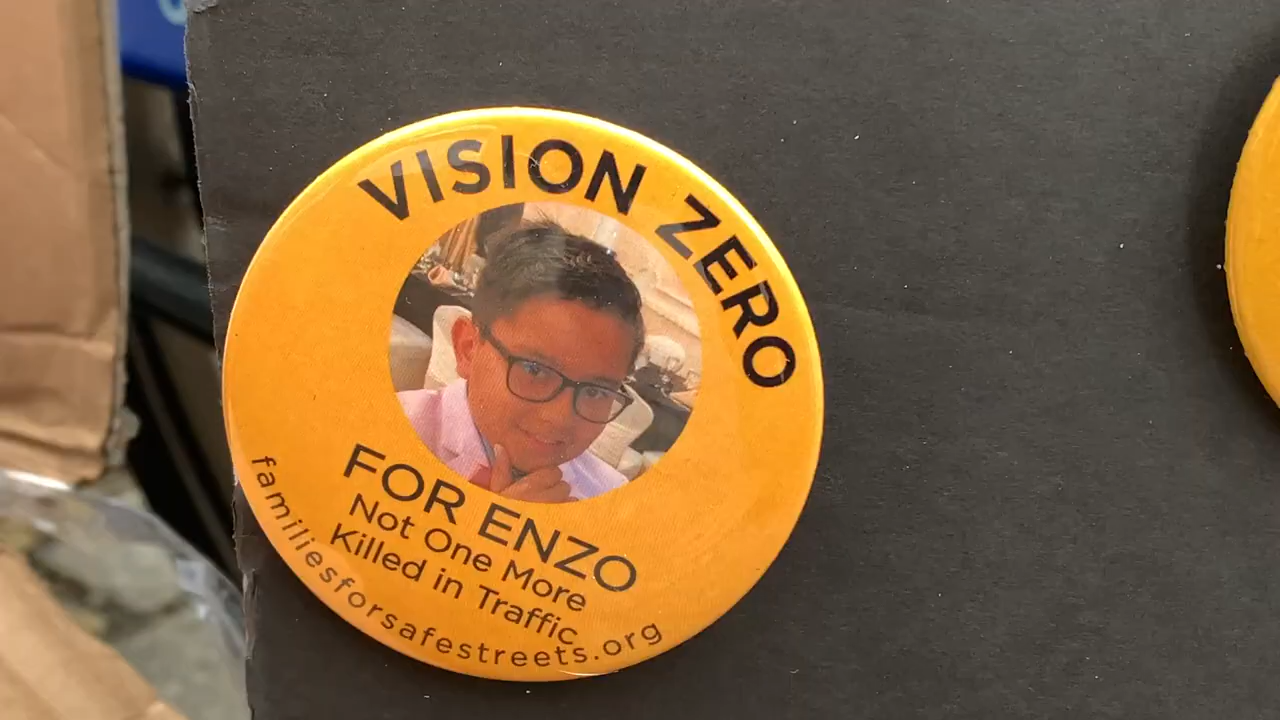 VISION ZERO
FOR ENZO
Not One More
Killed in Traffic
familiesforsafestreets.org